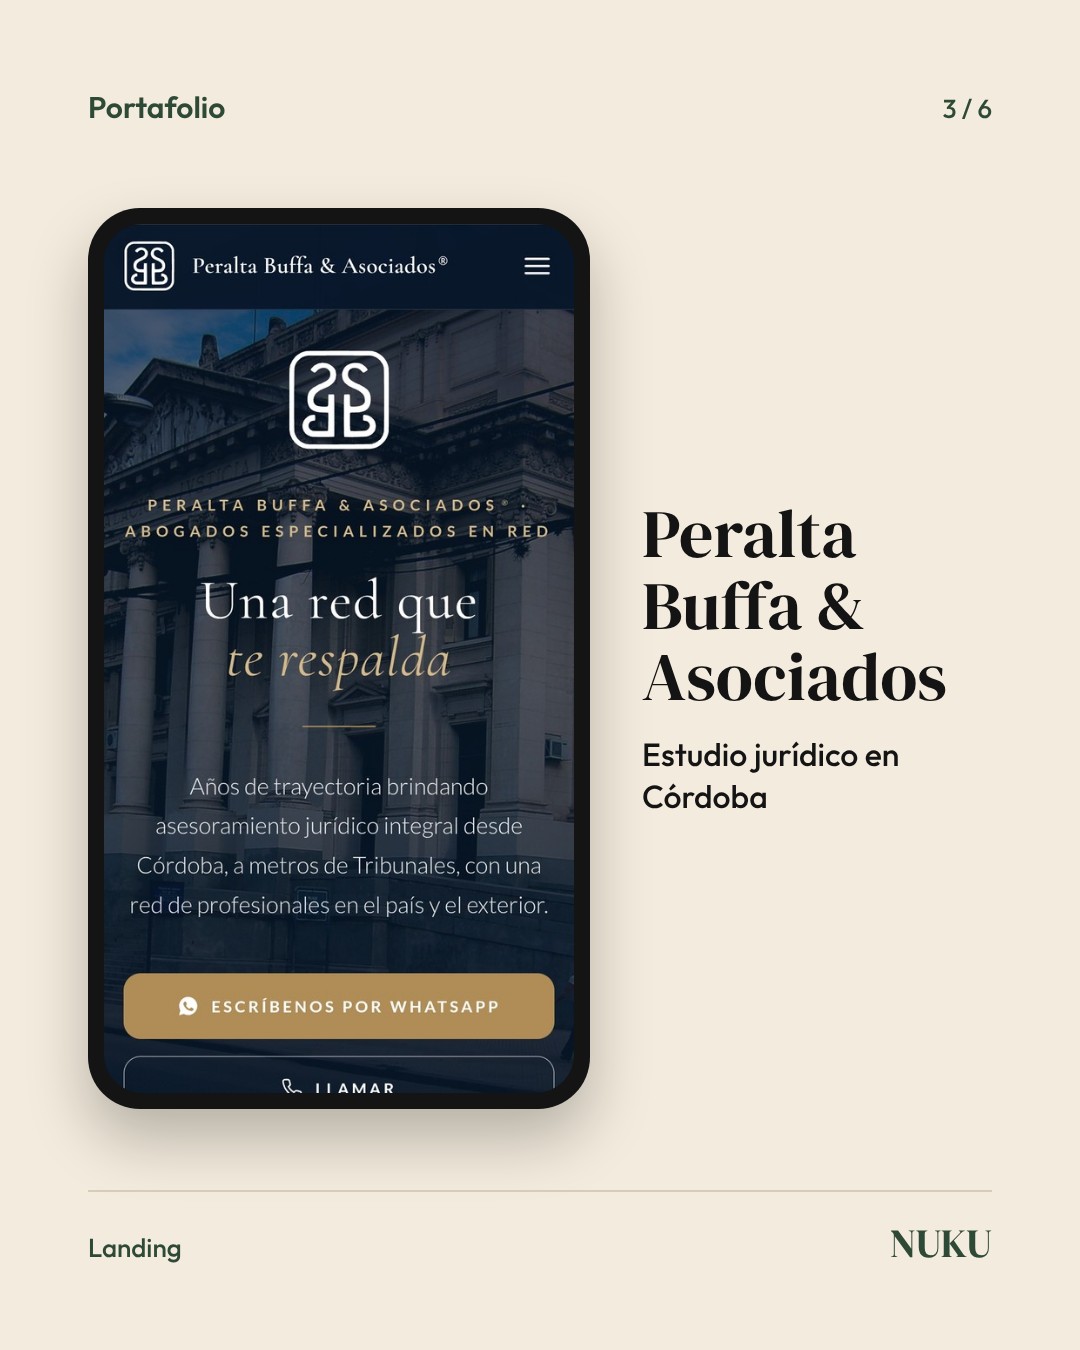 Portafolio
3 / 6
Peralta Buffa & Asociados®
PERALTA BUFFA & ASOCIADOS® ·
ABOGADOS ESPECIALIZADOS EN RED
Una red que
te respalda
Años de trayectoria brindando
asesoramiento jurídico integral desde
Córdoba, a metros de Tribunales, con una
red de profesionales en el país y el exterior.
ESCRÍBENOS POR WHATSAPP
LLAMAR
Peralta
Buffa &
Asociados
Estudio jurídico en
Córdoba
Landing
NUKU